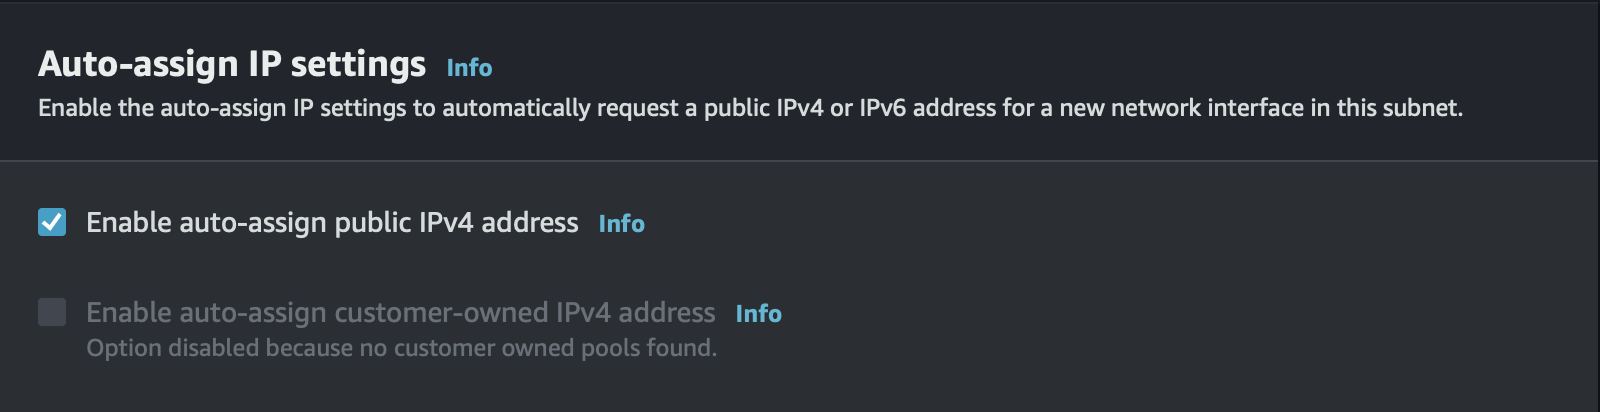 Auto-assign IP settings Info
Enable the auto-assign IP settings to automatically request a public IPv4 or IPv6 address for a new network interface in this subnet.
Enable auto-assign public IPv4 address Info
Enable auto-assign customer-owned IPv4 address Info
Option disabled because no customer owned pools found.